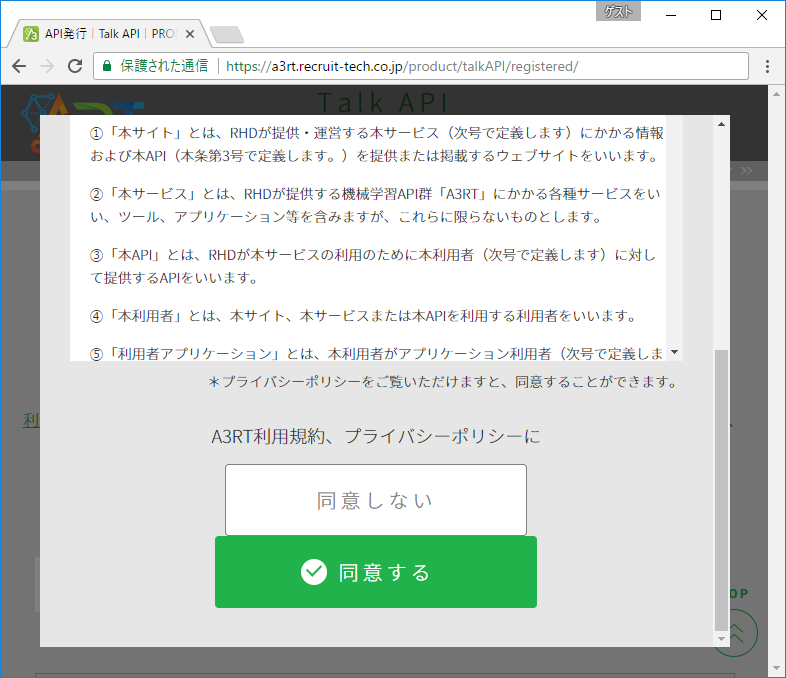 ゲスト
API発行｜Talk API｜PRO
保護された通信
https://a3rt.recruit-tech.co.jp/product/talkAPI/registered/
Talk API
①「本サイト」とは、RHDが提供・運営する本サービス（次号で定義します）にかかる情報
および本API（本条第3号で定義します。）を提供または掲載するウェブサイトをいいます。
②「本サービス」とは、RHDが提供する機械学習API群「A3RT」にかかる各種サービスをい
い、ツール、アプリケーション等を含みますが、これらに限らないものとします。
③「本API」とは、RHDが本サービスの利用のために本利用者（次号で定義します）に対し
て提供するAPIをいいます。
④「本利用者」とは、本サイト、本サービスまたは本APIを利用する利用者をいいます。
⑤「利用者アプリケーション」とは、本利用者がアプリケーション利用者（次号で定義しま
＊プライバシーポリシーをご覧いただけますと、同意することができます。
利
A3RT利用規約、プライバシーポリシーに
同意しない
同意する
OP